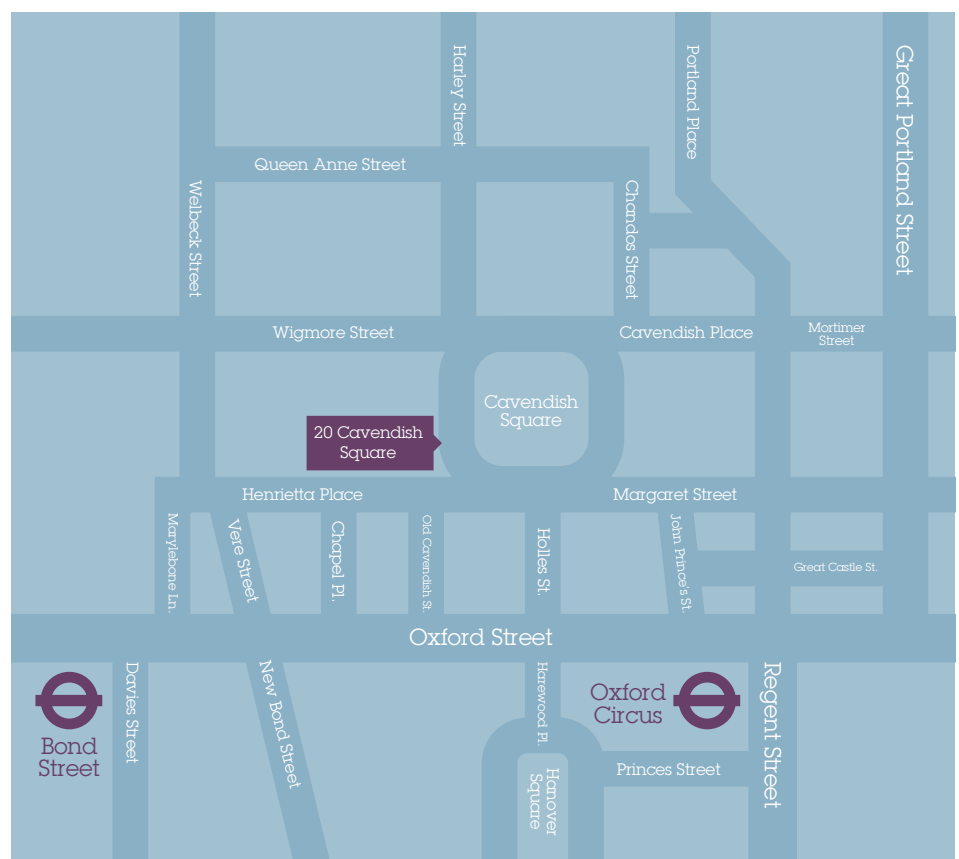 Harley Street
Portland Place
Great Portland Street
Queen Anne Street
Welbeck Street
Chandos Street
Wigmore Street
Cavendish Place
Mortimer
Street
Cavendish
Square
20 Cavendish
Square
Henrietta Place
Margaret Street
Marylebone Ln.
Vere Street
Chapel Pl.
Old Cavendish St.
Holles St.
John Prince's St.
Great Castle St.
Oxford Street
Bond
Street
Davies Street
New Bond Street
Harewood Pl.
Oxford
Circus
Regent Street
Princes Street
Hanover
Square